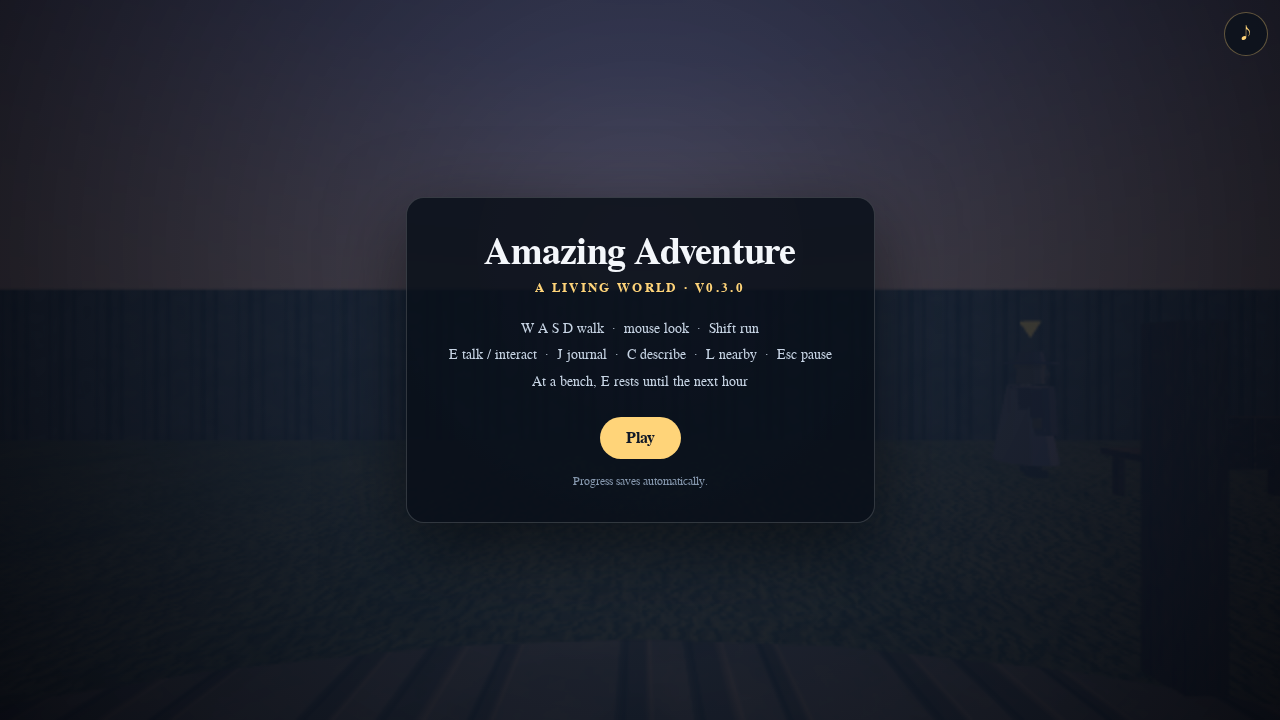 ♪
Amazing Adventure
A LIVING WORLD · V0.3.0
W A S D walk · mouse look · Shift run
E talk / interact · J journal · C describe · L nearby · Esc pause
At a bench, E rests until the next hour
Play
Progress saves automatically.